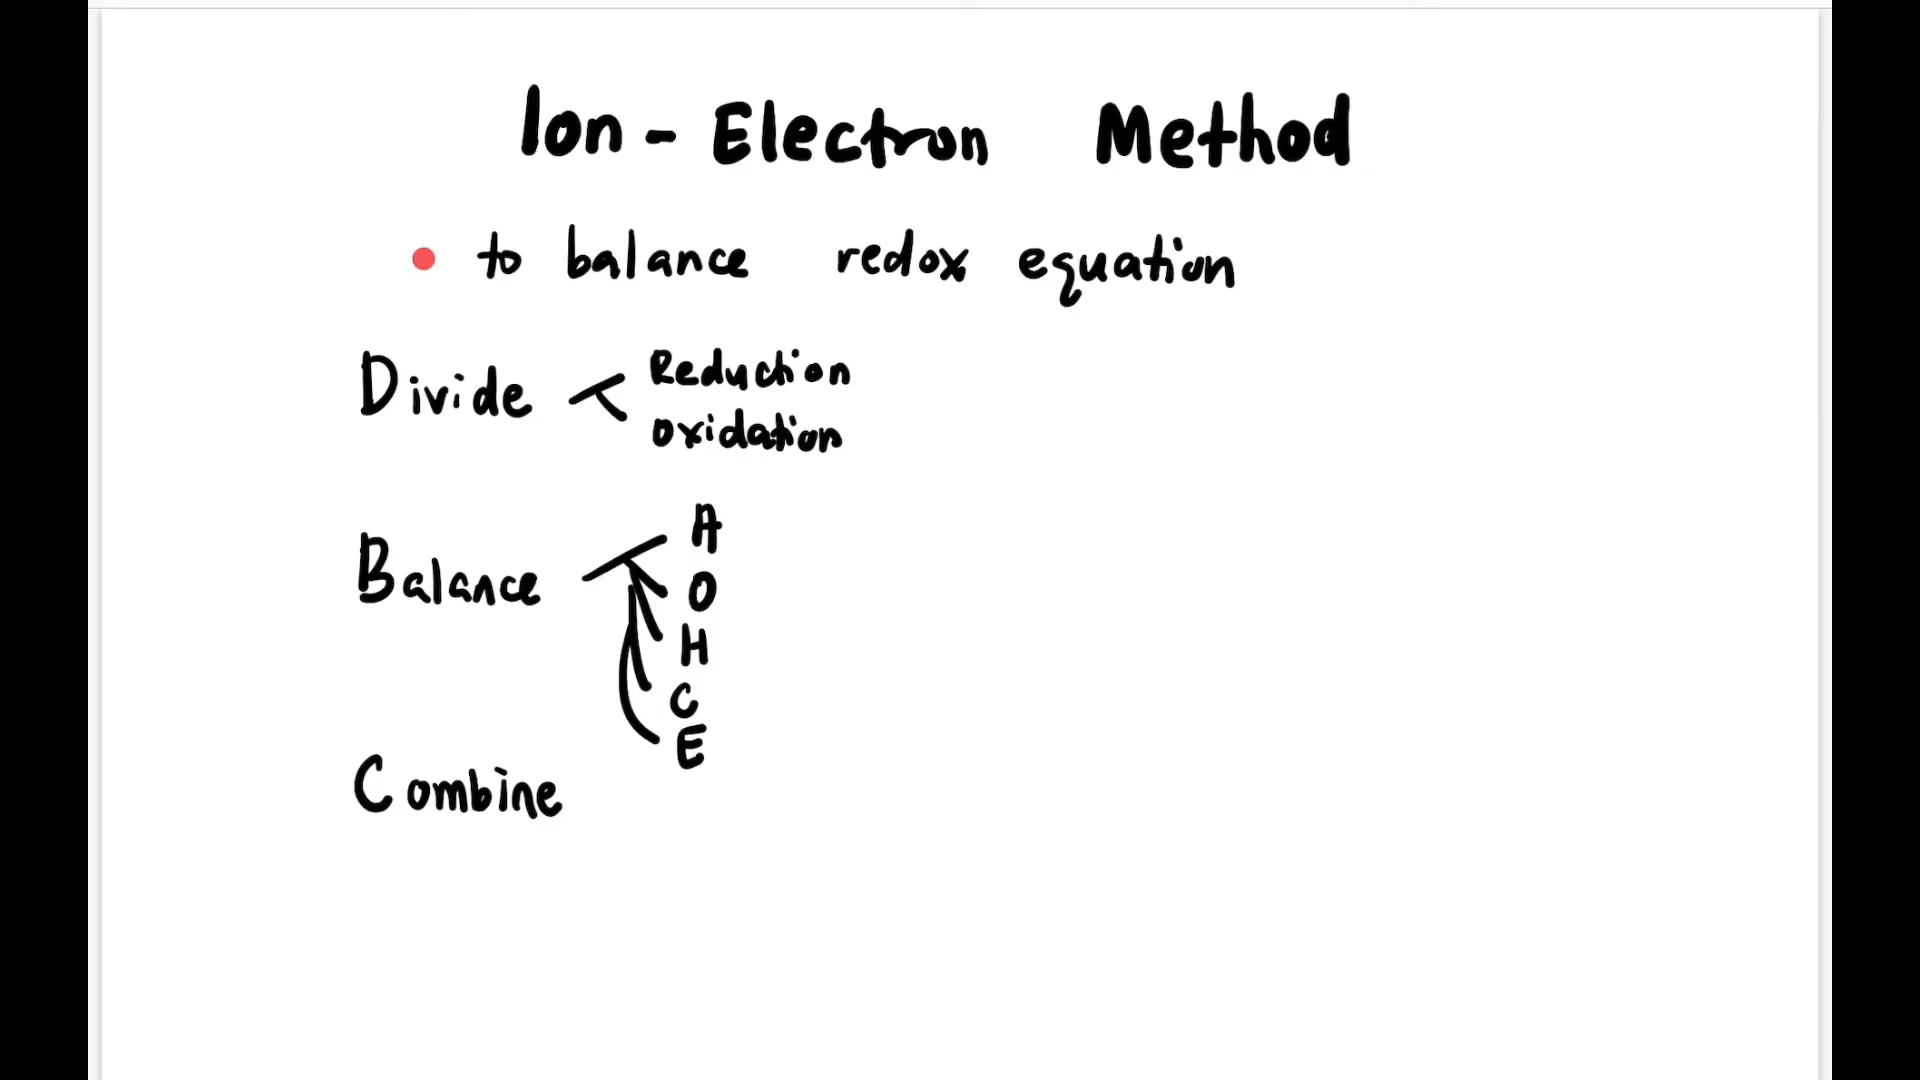 Ion - Electron Method
• to balance redox equation
Divide
Reduction
oxidation
Balance
A
O
H
C
E
Combine